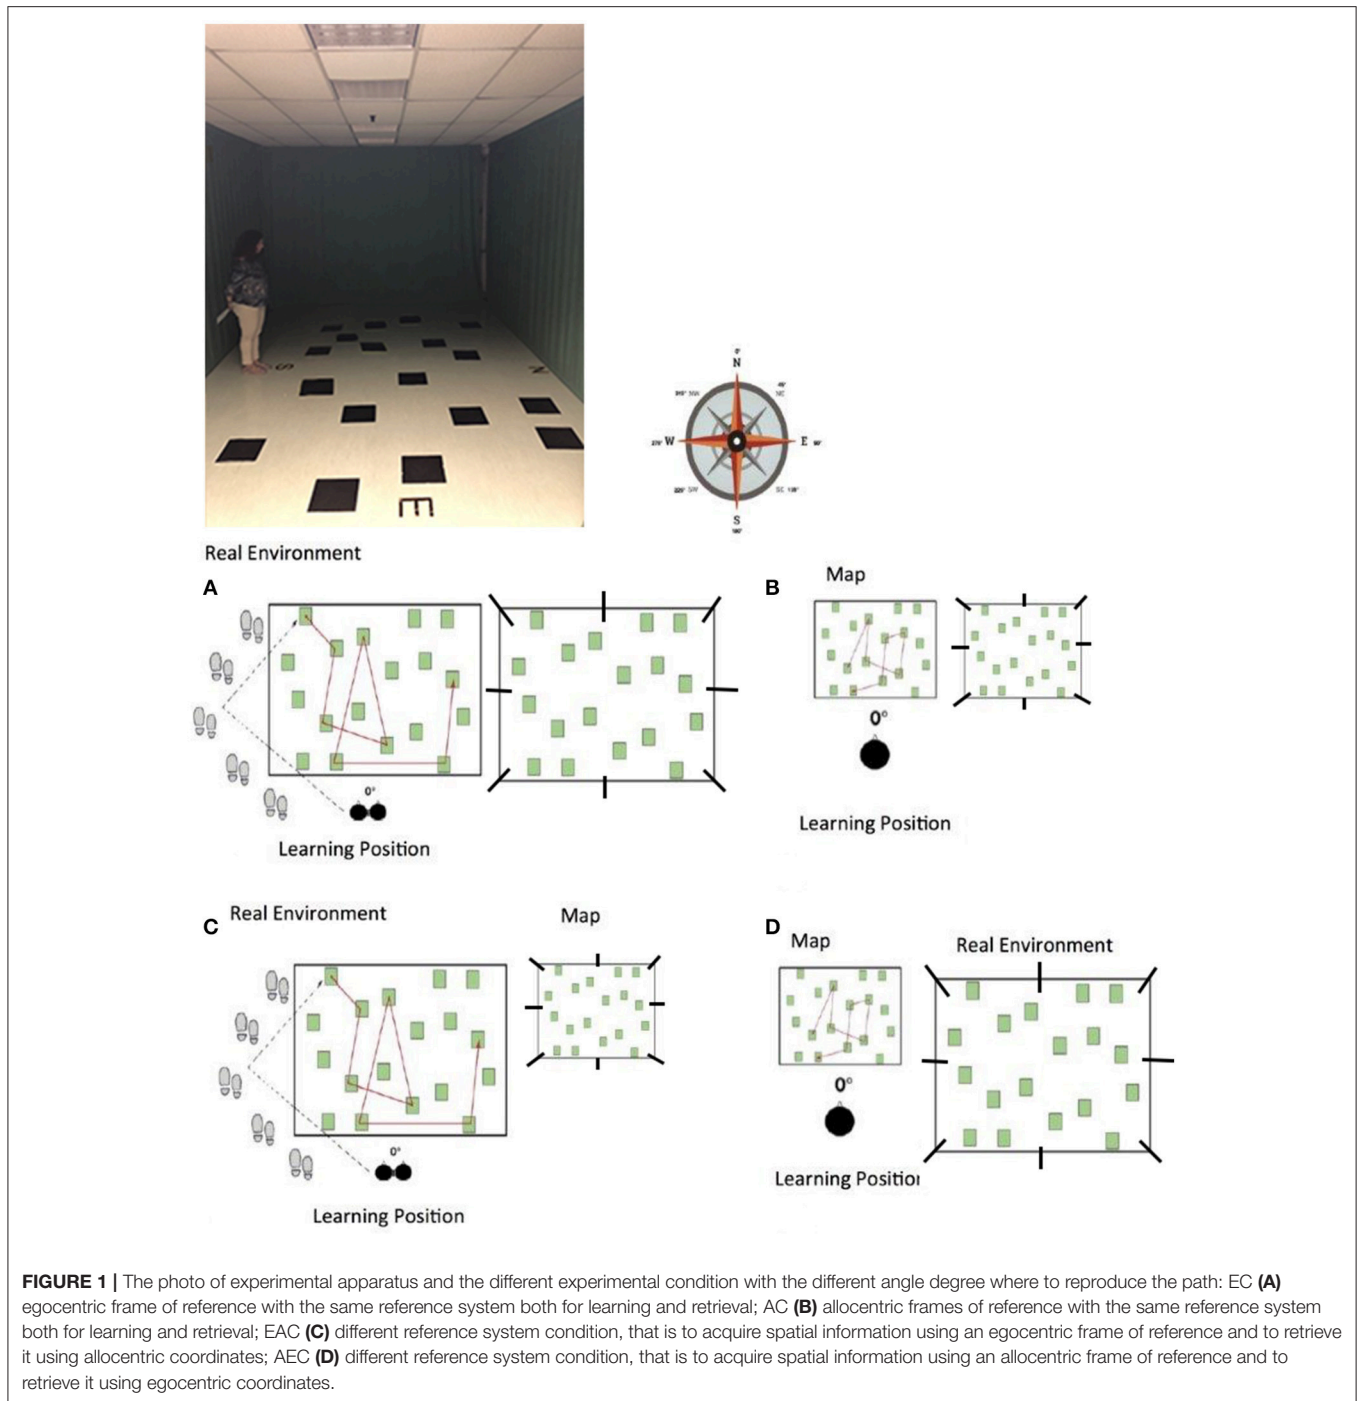 S
N
E
0°
N
45°
NE
W
E 90°
S
180°
Real Environment
A
0°
Learning Position
B
Map
0°
Learning Position
C
Real Environment
Map
0°
Learning Position
D
Map
Real Environment
0°
Learning Position
FIGURE 1 | The photo of experimental apparatus and the different experimental condition with the different angle degree where to reproduce the path: EC (A)
egocentric frame of reference with the same reference system both for learning and retrieval; AC (B) allocentric frames of reference with the same reference system
both for learning and retrieval; EAC (C) different reference system condition, that is to acquire spatial information using an egocentric frame of reference and to retrieve
it using allocentric coordinates; AEC (D) different reference system condition, that is to acquire spatial information using an allocentric frame of reference and to
retrieve it using egocentric coordinates.